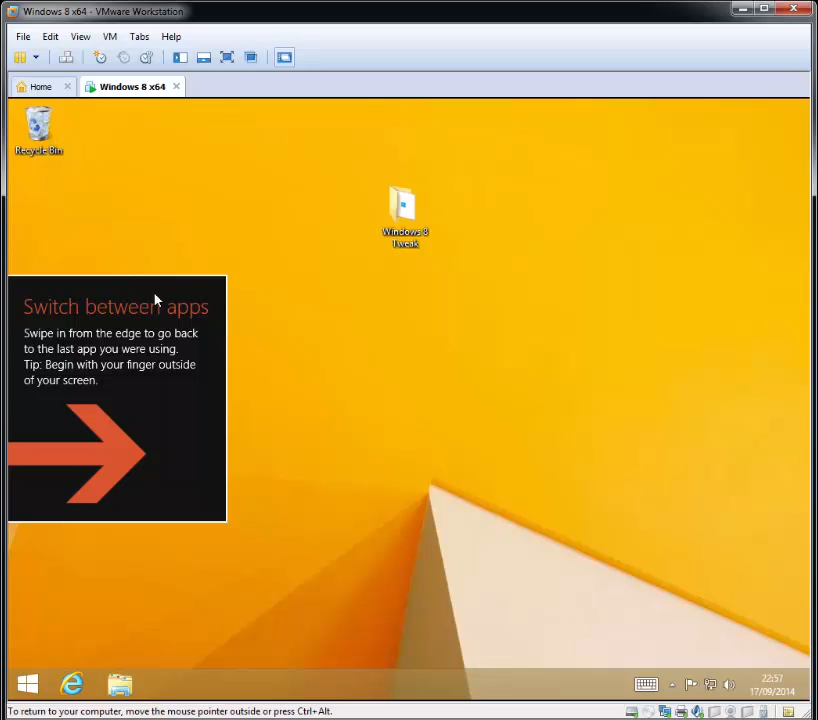 Windows 8 x64 - VMware Workstation
File Edit View VM Tabs Help
Home
Windows 8 x64
Recycle Bin
Windows 8
Tweak
Switch between apps
Swipe in from the edge to go back
to the last app you were using.
Tip: Begin with your finger outside
of your screen.
22:57
17/09/2014
To return to your computer, move the mouse pointer outside or press Ctrl+Alt.